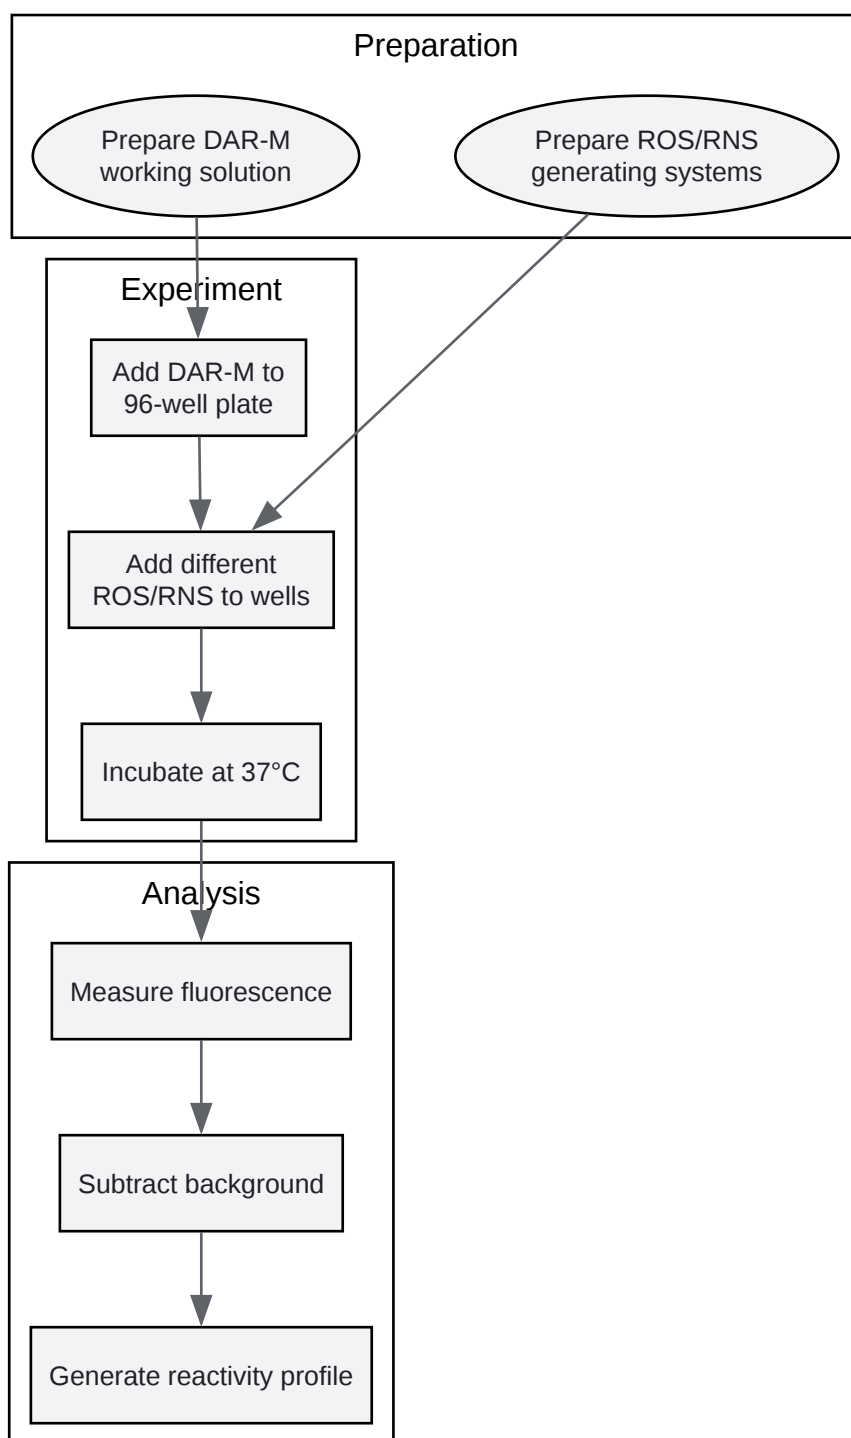 Preparation
Prepare DAR-M
working solution
Prepare ROS/RNS
generating systems
Experiment
Add DAR-M to
96-well plate
Add different
ROS/RNS to wells
Incubate at 37°C
Analysis
Measure fluorescence
Subtract background
Generate reactivity profile